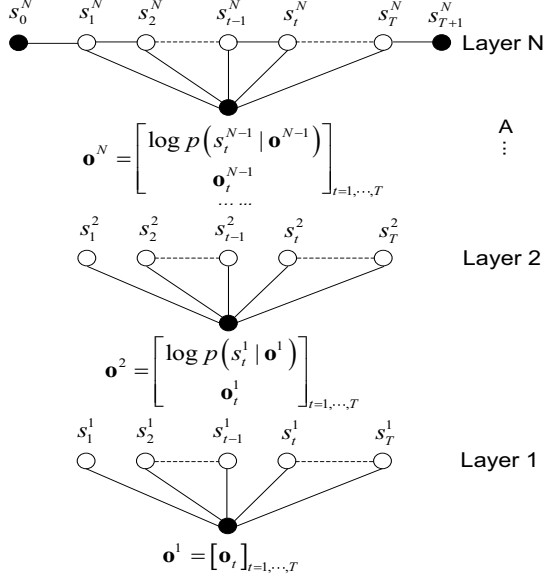 s_0^N s_1^N s_2^N s_{t-1}^N s_t^N s_T^N s_{T+1}^N
Layer N
A
⋮
o^N = [ log p(s_t^{N-1} | o^{N-1})
o_t^{N-1} ]_{t=1,⋯,T}
... ...
s_1^2 s_2^2 s_{t-1}^2 s_t^2 s_T^2
Layer 2
o^2 = [ log p(s_t^1 | o^1)
o_t^1 ]_{t=1,⋯,T}
s_1^1 s_2^1 s_{t-1}^1 s_t^1 s_T^1
Layer 1
o^1 = [o_t]_{t=1,⋯,T}